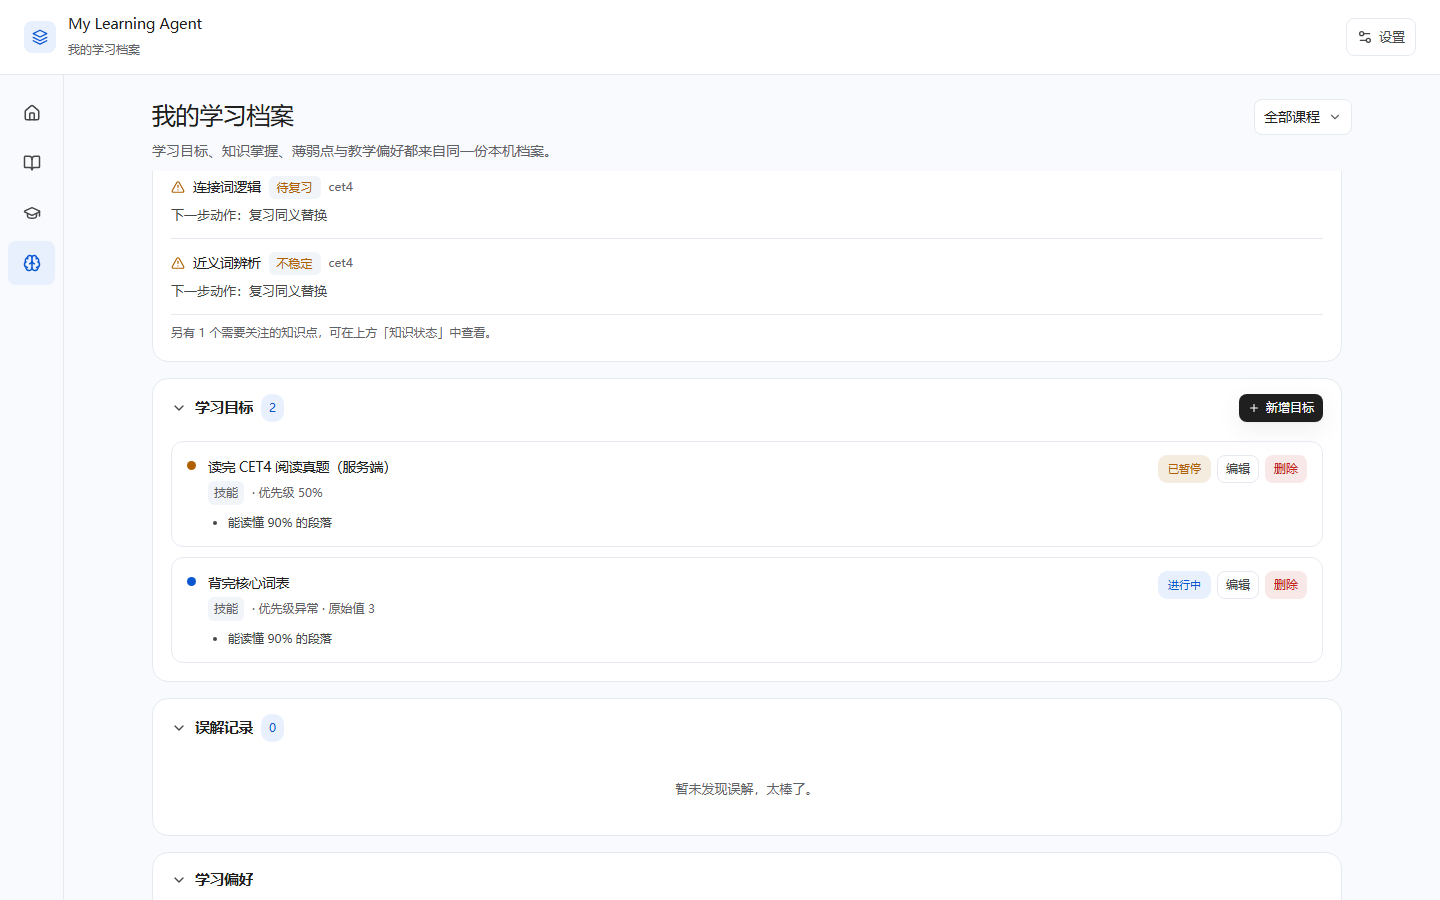 My Learning Agent
我的学习档案
设置
我的学习档案
全部课程
学习目标、知识掌握、薄弱点与教学偏好都来自同一份本机档案。
连接词逻辑 待复习 cet4
下一步动作：复习同义替换
近义词辨析 不稳定 cet4
下一步动作：复习同义替换
另有 1 个需要关注的知识点，可在上方「知识状态」中查看。
学习目标 2
新增目标
读完 CET4 阅读真题（服务端）
已暂停 编辑 删除
技能 · 优先级 50%
• 能读懂 90% 的段落
背完核心词表
进行中 编辑 删除
技能 · 优先级异常 · 原始值 3
• 能读懂 90% 的段落
误解记录 0
暂未发现误解，太棒了。
学习偏好